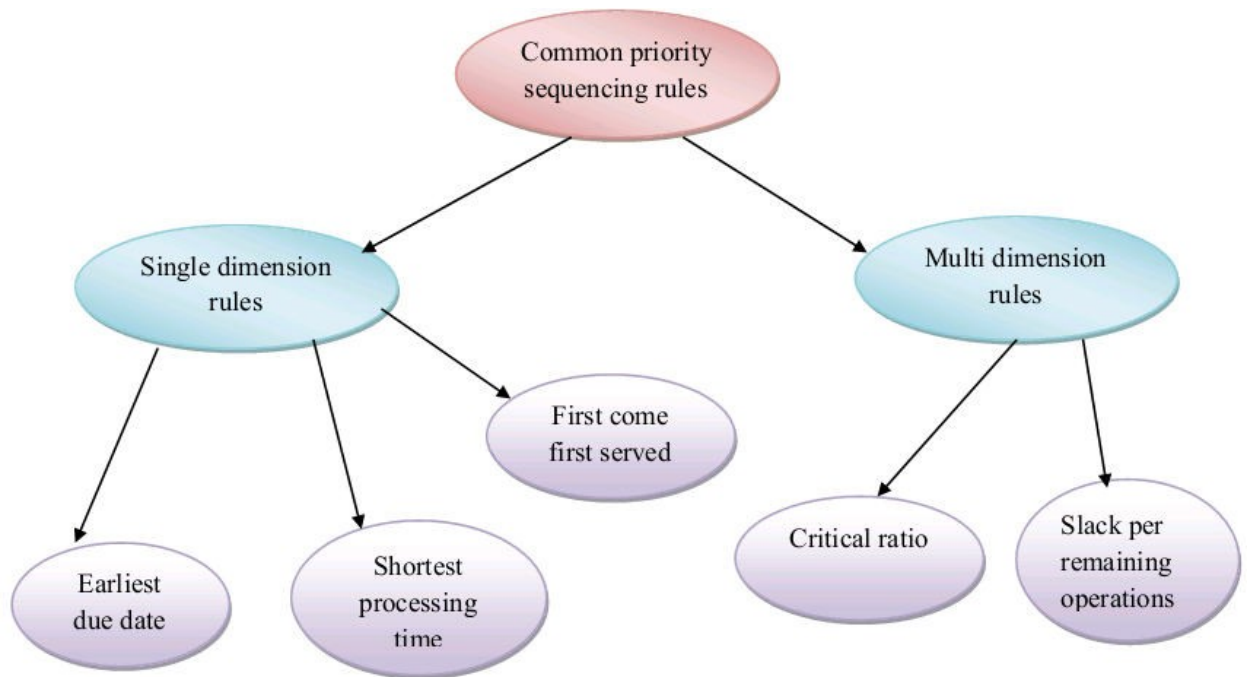 Common priority
sequencing rules
Single dimension
rules
Multi dimension
rules
First come
first served
Critical ratio
Slack per
remaining
operations
Earliest
due date
Shortest
processing
time